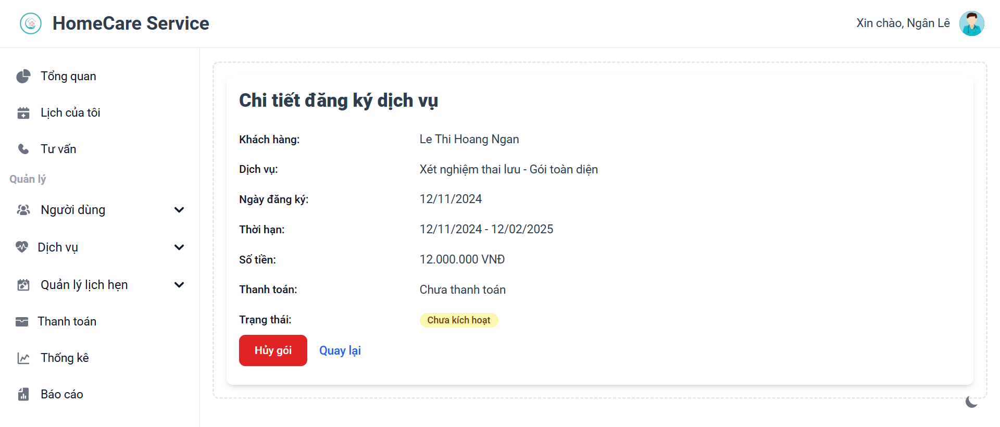 HomeCare Service
Xin chào, Ngân Lê
Tổng quan
Lịch của tôi
Tư vấn
Quản lý
Người dùng
Dịch vụ
Quản lý lịch hẹn
Thanh toán
Thống kê
Báo cáo
Chi tiết đăng ký dịch vụ
Khách hàng: Le Thi Hoang Ngan
Dịch vụ: Xét nghiệm thai lưu - Gói toàn diện
Ngày đăng ký: 12/11/2024
Thời hạn: 12/11/2024 - 12/02/2025
Số tiền: 12.000.000 VNĐ
Thanh toán: Chưa thanh toán
Trạng thái: Chưa kích hoạt
Hủy gói Quay lại